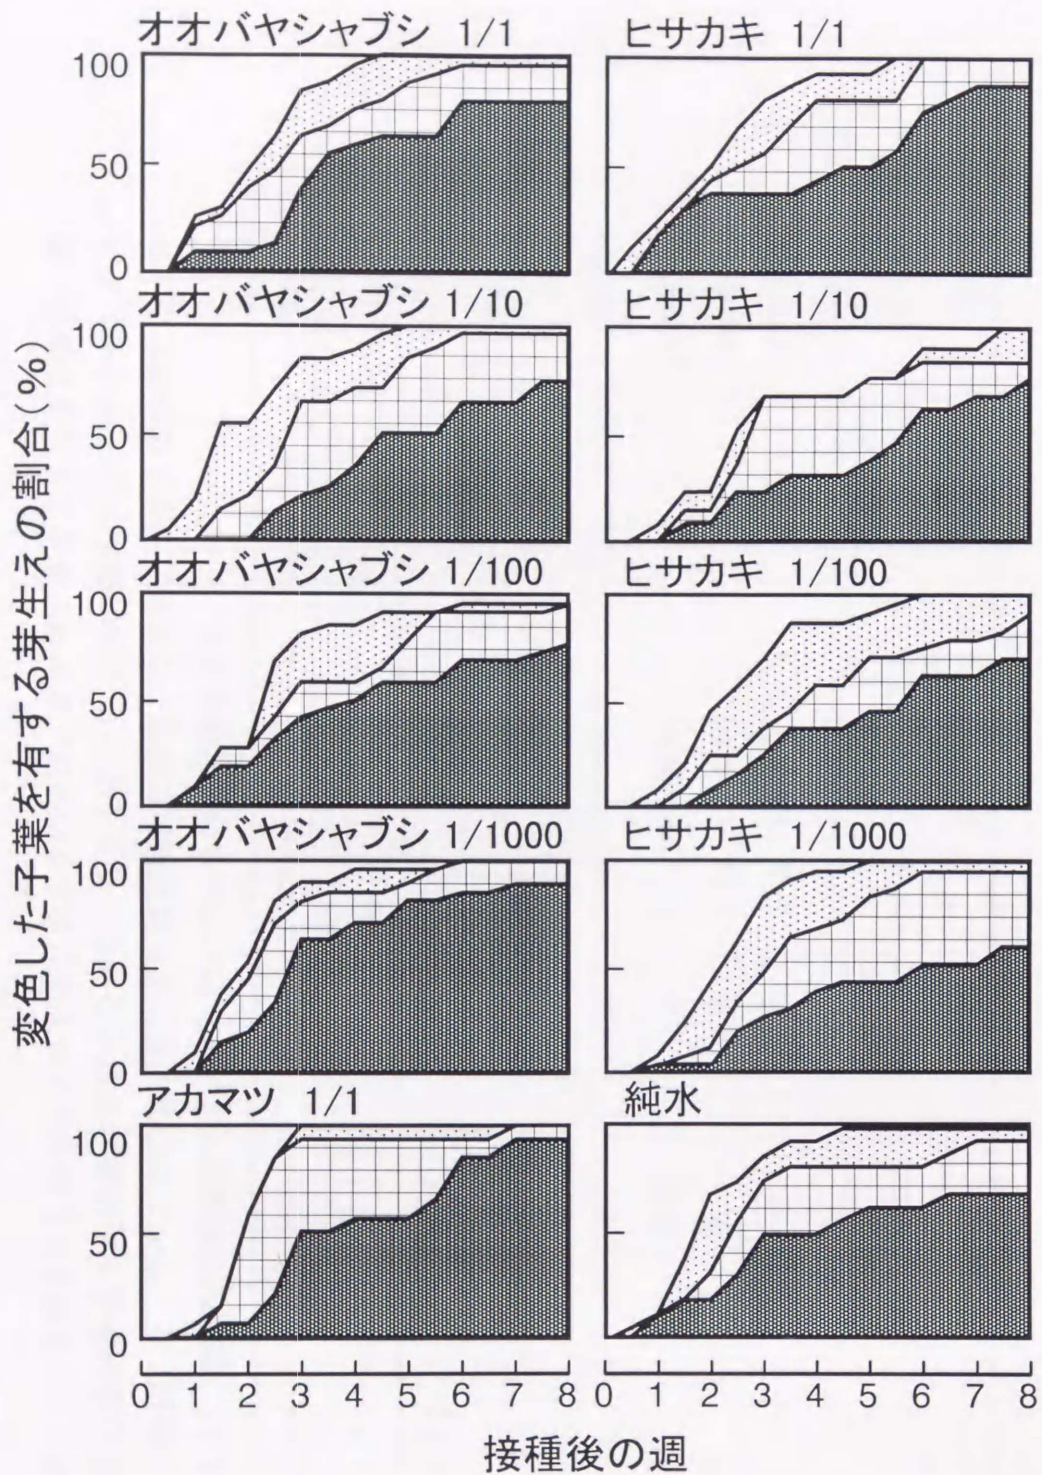 変色した子葉を有する芽生えの割合(%)
オオバヤシャブシ 1/1
100
50
0
ヒサカキ 1/1
オオバヤシャブシ 1/10
100
50
0
ヒサカキ 1/10
オオバヤシャブシ 1/100
100
50
0
ヒサカキ 1/100
オオバヤシャブシ 1/1000
100
50
0
ヒサカキ 1/1000
アカマツ 1/1
100
50
0
純水
0 1 2 3 4 5 6 7 8
0 1 2 3 4 5 6 7 8
接種後の週